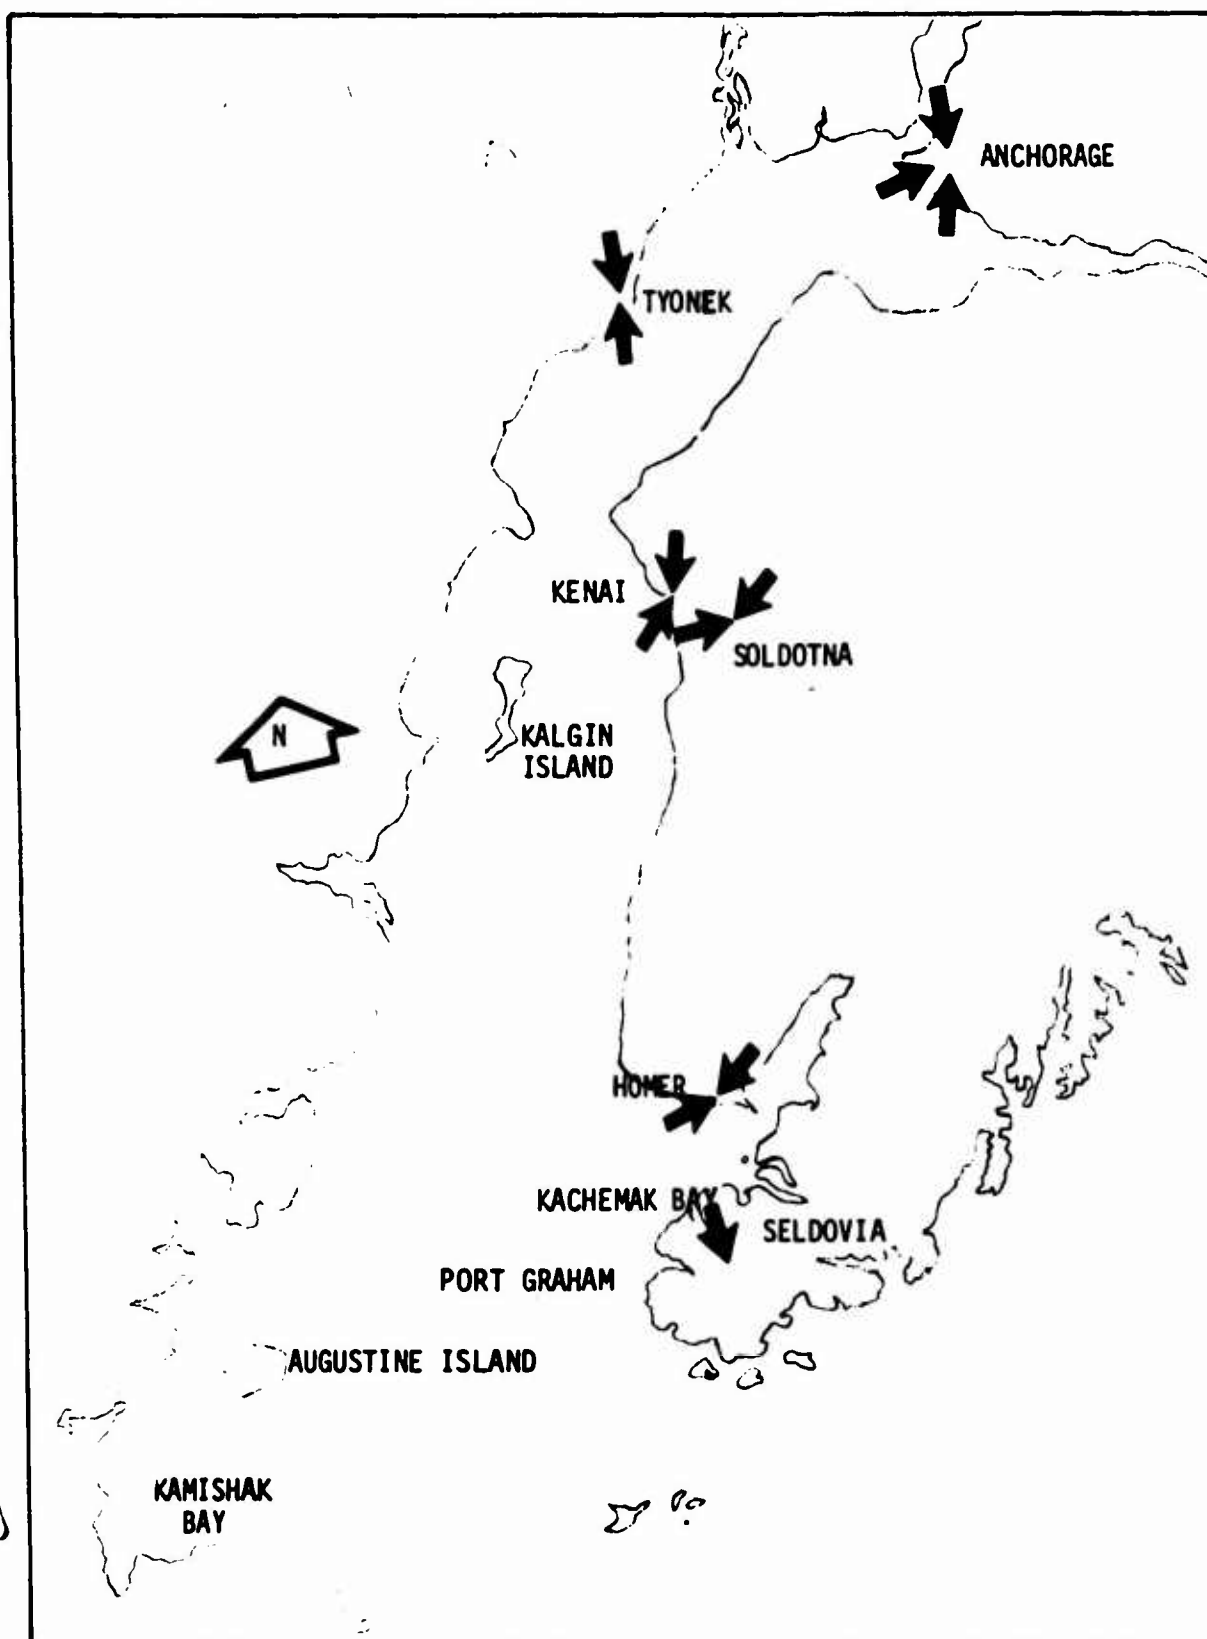 ANCHORAGE
TYONEK
KENAI
SOLDOTNA
N
KALGIN
ISLAND
HOMER
KACHEMAK BAY
SELDOVIA
PORT GRAHAM
AUGUSTINE ISLAND
KAMISHAK
BAY